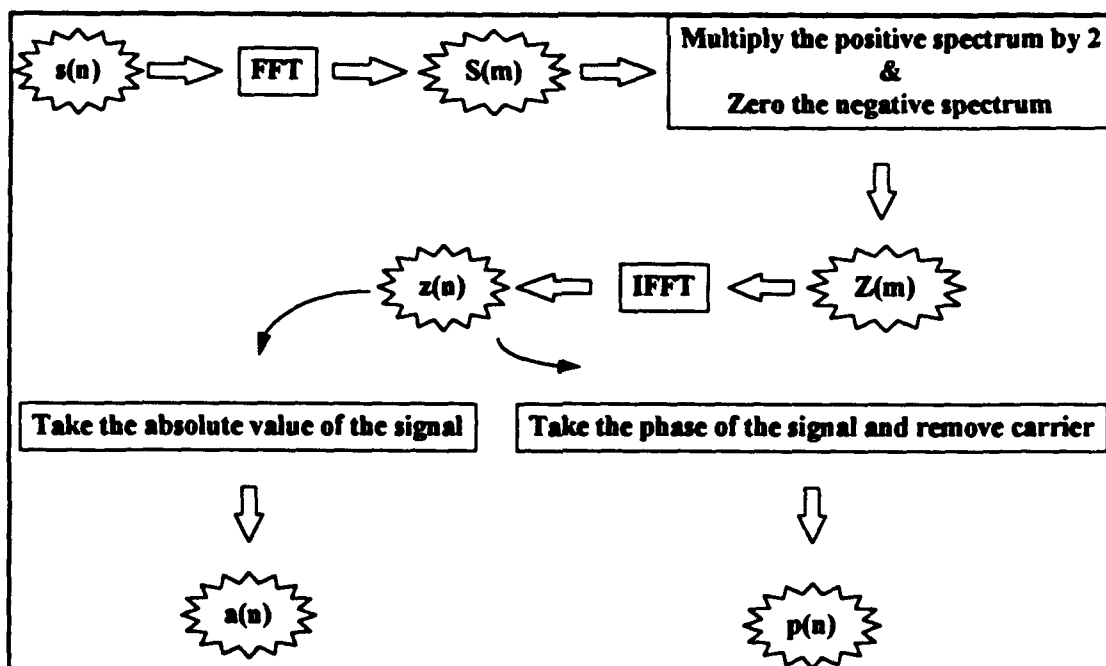 s(n)
FFT
S(m)
Multiply the positive spectrum by 2
&
Zero the negative spectrum
z(n)
IFFT
Z(m)
Take the absolute value of the signal
Take the phase of the signal and remove carrier
a(n)
p(n)